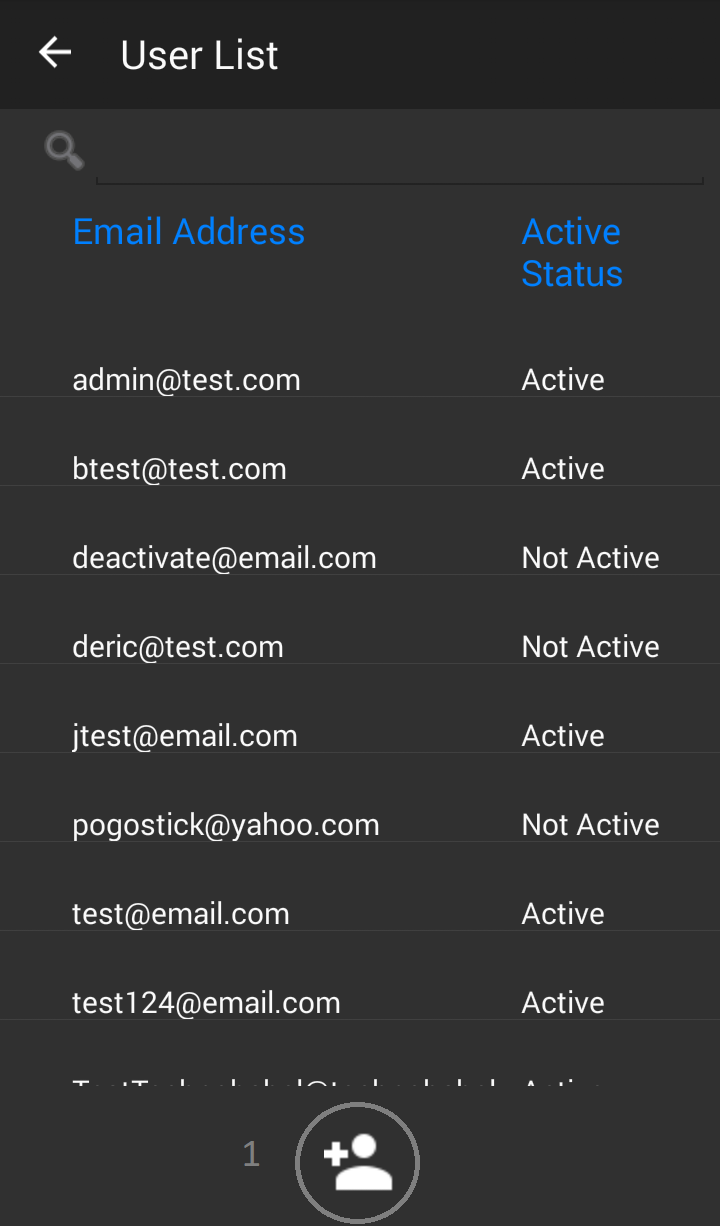 User List
Email Address Active
Status
admin@test.com Active
btest@test.com Active
deactivate@email.com Not Active
deric@test.com Not Active
jtest@email.com Active
pogostick@yahoo.com Not Active
test@email.com Active
test124@email.com Active
1